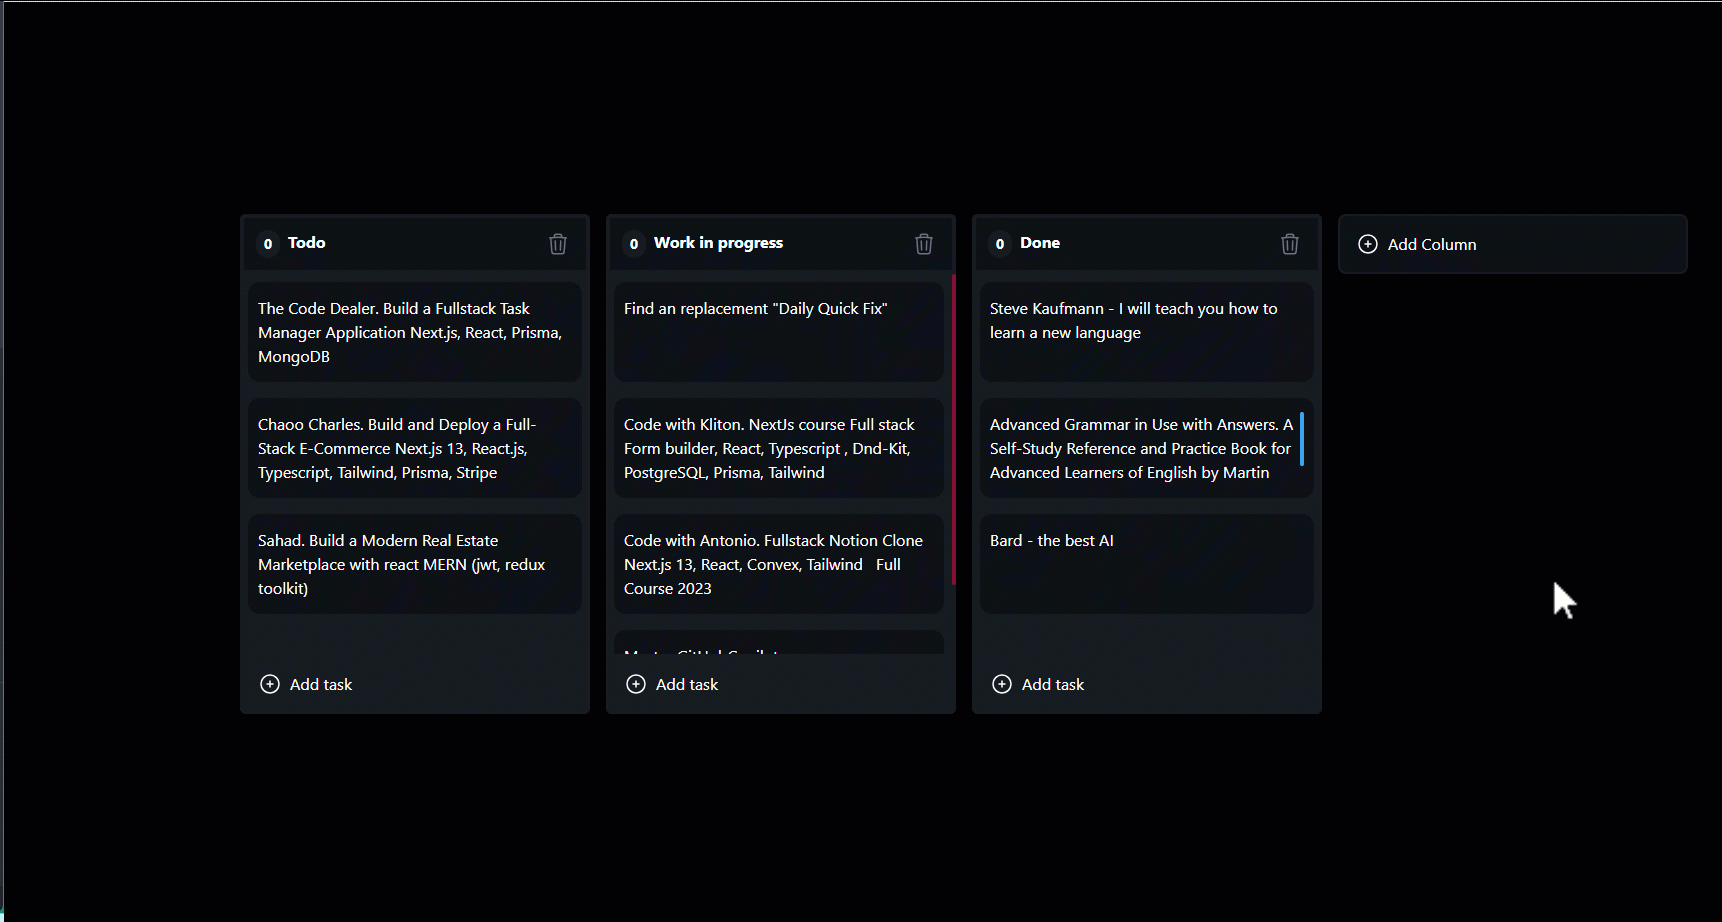 0 Todo
The Code Dealer. Build a Fullstack Task
Manager Application Next.js, React, Prisma,
MongoDB
Chaoo Charles. Build and Deploy a Full-
Stack E-Commerce Next.js 13, React.js,
Typescript, Tailwind, Prisma, Stripe
Sahad. Build a Modern Real Estate
Marketplace with react MERN (jwt, redux
toolkit)
Add task
0 Work in progress
Find an replacement "Daily Quick Fix"
Code with Kliton. NextJs course Full stack
Form builder, React, Typescript , Dnd-Kit,
PostgreSQL, Prisma, Tailwind
Code with Antonio. Fullstack Notion Clone
Next.js 13, React, Convex, Tailwind   Full
Course 2023
Add task
0 Done
Steve Kaufmann - I will teach you how to
learn a new language
Advanced Grammar in Use with Answers. A
Self-Study Reference and Practice Book for
Advanced Learners of English by Martin
Bard - the best AI
Add task
Add Column